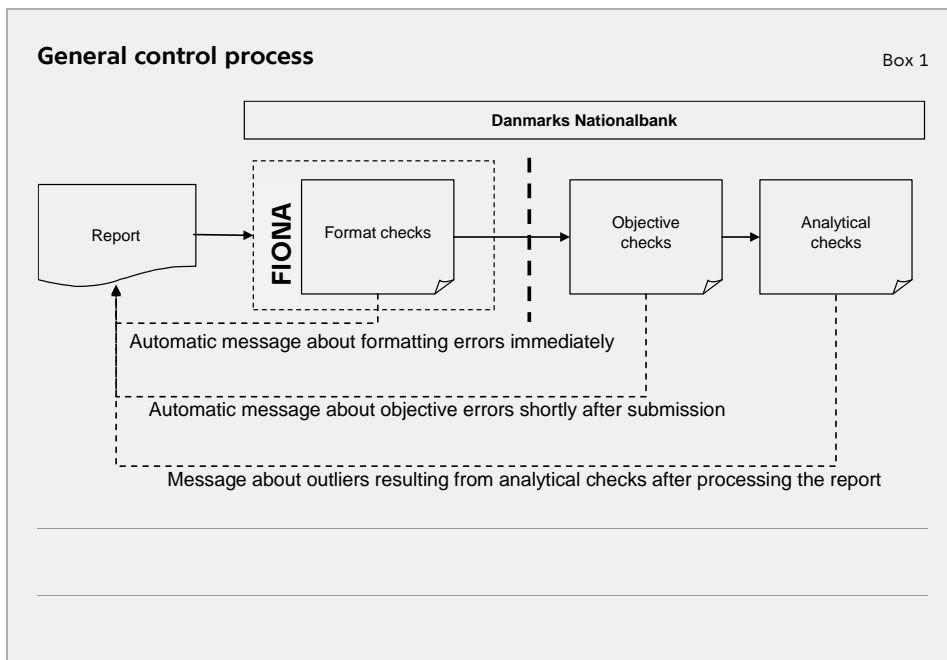 General control process
Box 1
Danmarks Nationalbank
Report
FIONA
Format checks
Objective
checks
Analytical
checks
Automatic message about formatting errors immediately
Automatic message about objective errors shortly after submission
Message about outliers resulting from analytical checks after processing the report